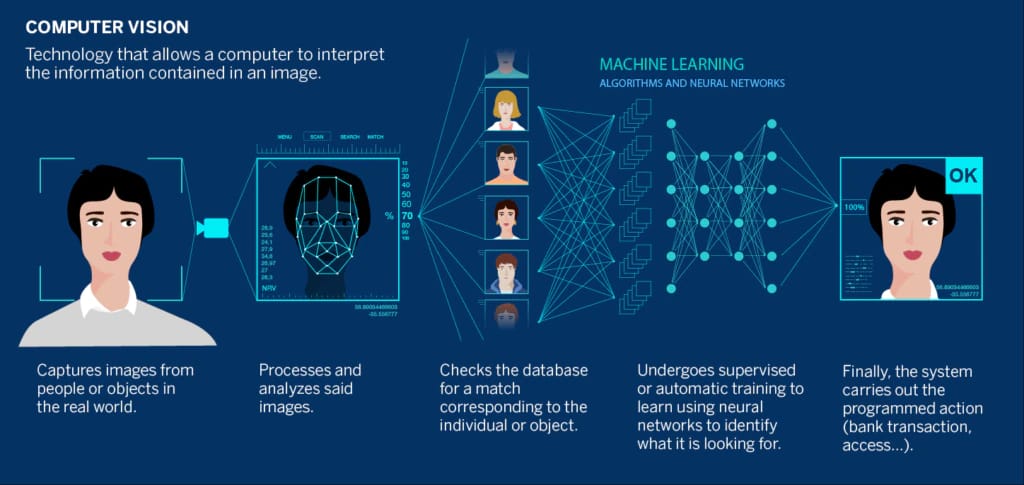 COMPUTER VISION
Technology that allows a computer to interpret
the information contained in an image.
MACHINE LEARNING
ALGORITHMS AND NEURAL NETWORKS
MENU SCAN SEARCH MATCH
10
20
30
40
50
60
% 70
80
90
100
28,9
25,6
24,1
27,9
34,6
26,97
27
28,3
NRV
-55.556777
OK
100%
-55.556777
Captures images from
people or objects in
the real world.
Processes and
analyzes said
images.
Checks the database
for a match
corresponding to the
individual or object.
Undergoes supervised
or automatic training to
learn using neural
networks to identify
what it is looking for.
Finally, the system
carries out the
programmed action
(bank transaction,
access...).